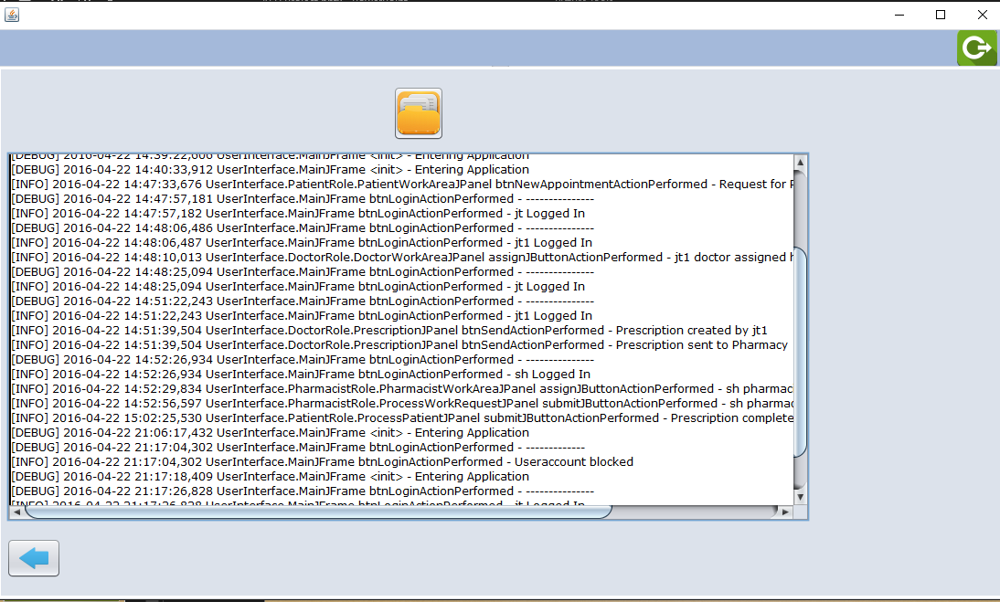 [DEBUG] 2016-04-22 14:39:22,606 UserInterface.MainJFrame <init> - Entering Application
[DEBUG] 2016-04-22 14:40:33,912 UserInterface.MainJFrame <init> - Entering Application
[INFO] 2016-04-22 14:47:33,676 UserInterface.PatientRole.PatientWorkAreaJPanel btnNewAppointmentActionPerformed - Request for
[DEBUG] 2016-04-22 14:47:57,181 UserInterface.MainJFrame btnLoginActionPerformed - ---------------
[INFO] 2016-04-22 14:47:57,182 UserInterface.MainJFrame btnLoginActionPerformed - jt Logged In
[DEBUG] 2016-04-22 14:48:06,486 UserInterface.MainJFrame btnLoginActionPerformed - ---------------
[INFO] 2016-04-22 14:48:06,487 UserInterface.MainJFrame btnLoginActionPerformed - jt1 Logged In
[INFO] 2016-04-22 14:48:10,013 UserInterface.DoctorRole.DoctorWorkAreaJPanel assignJButtonActionPerformed - jt1 doctor assigned
[DEBUG] 2016-04-22 14:48:25,094 UserInterface.MainJFrame btnLoginActionPerformed - ---------------
[INFO] 2016-04-22 14:48:25,094 UserInterface.MainJFrame btnLoginActionPerformed - jt Logged In
[DEBUG] 2016-04-22 14:51:22,243 UserInterface.MainJFrame btnLoginActionPerformed - ---------------
[INFO] 2016-04-22 14:51:22,243 UserInterface.MainJFrame btnLoginActionPerformed - jt1 Logged In
[INFO] 2016-04-22 14:51:39,504 UserInterface.DoctorRole.PrescriptionJPanel btnSendActionPerformed - Prescription created by jt1
[INFO] 2016-04-22 14:51:39,504 UserInterface.DoctorRole.PrescriptionJPanel btnSendActionPerformed - Prescription sent to Pharmacy
[DEBUG] 2016-04-22 14:52:26,934 UserInterface.MainJFrame btnLoginActionPerformed - ---------------
[INFO] 2016-04-22 14:52:26,934 UserInterface.MainJFrame btnLoginActionPerformed - sh Logged In
[INFO] 2016-04-22 14:52:29,834 UserInterface.PharmacistRole.PharmacistWorkAreaJPanel assignJButtonActionPerformed - sh pharmac
[INFO] 2016-04-22 14:52:56,597 UserInterface.PharmacistRole.ProcessWorkRequestJPanel submitJButtonActionPerformed - sh pharmac
[INFO] 2016-04-22 15:02:25,530 UserInterface.PatientRole.ProcessPatientJPanel submitJButtonActionPerformed - Prescription complete
[DEBUG] 2016-04-22 21:06:17,432 UserInterface.MainJFrame <init> - Entering Application
[DEBUG] 2016-04-22 21:17:04,302 UserInterface.MainJFrame btnLoginActionPerformed - -------------
[INFO] 2016-04-22 21:17:04,302 UserInterface.MainJFrame btnLoginActionPerformed - Useraccount blocked
[DEBUG] 2016-04-22 21:17:18,409 UserInterface.MainJFrame <init> - Entering Application
[DEBUG] 2016-04-22 21:17:26,828 UserInterface.MainJFrame btnLoginActionPerformed - ---------------
[INFO] 2016-04-22 21:17:26,828 UserInterface.MainJFrame btnLoginActionPerformed - jt Logged In